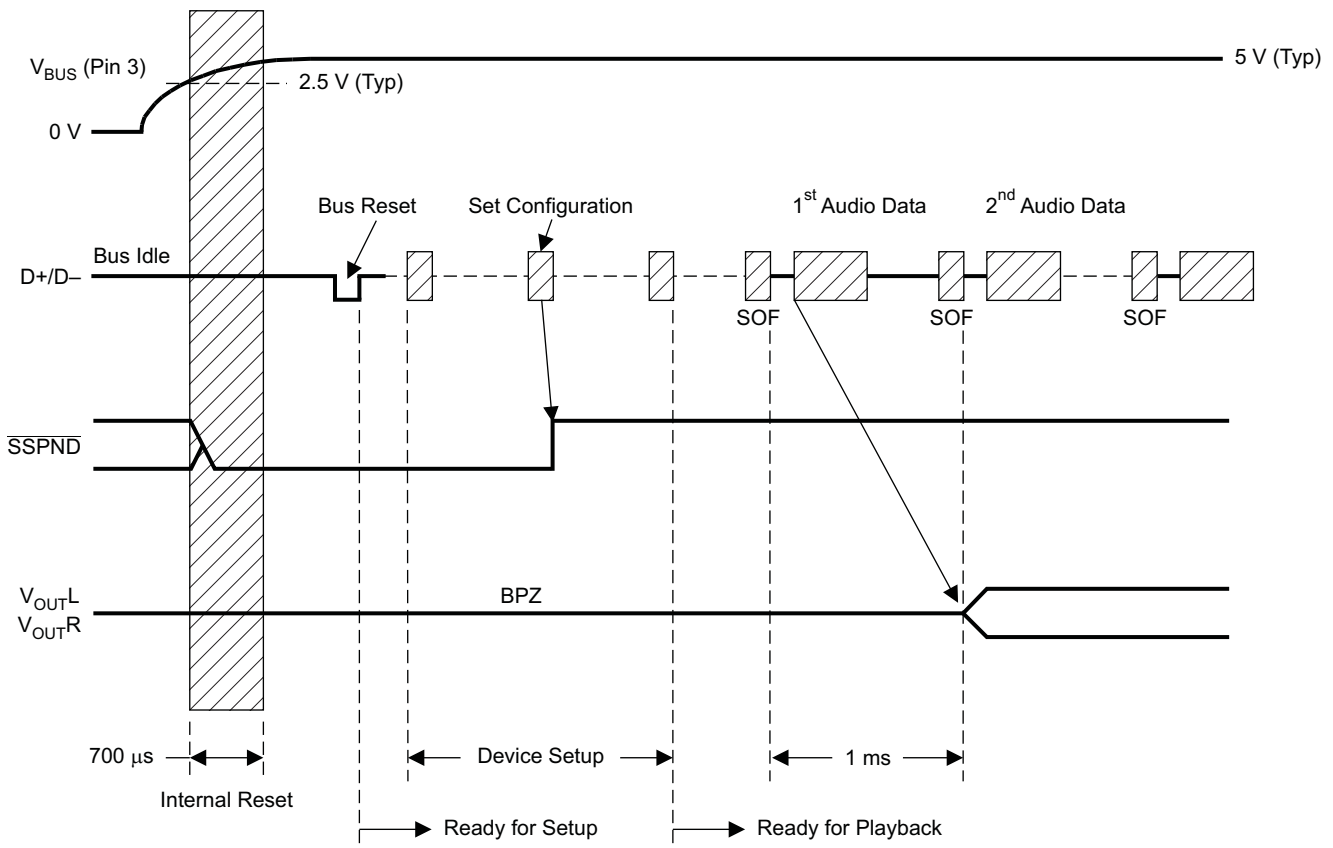 V_BUS (Pin 3)
5 V (Typ)
2.5 V (Typ)
0 V
Bus Reset
Set Configuration
1st Audio Data
2nd Audio Data
Bus Idle
D+/D–
SOF
SOF
SOF
SSPND
V_OUTL
V_OUTR
BPZ
700 μs
Device Setup
1 ms
Internal Reset
Ready for Setup
Ready for Playback